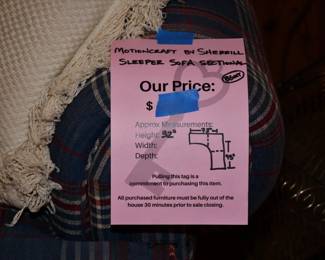 MOTIONCRAFT BY SHERRILL
SLEEPER SOFA SECTIONAL
Our Price:
$
Approx Measurements:
Height: 32"
Width:
Depth:
Pulling this tag is a
commitment to purchasing this item.
All purchased furniture must be fully out of the
house 30 minutes prior to sale closing.